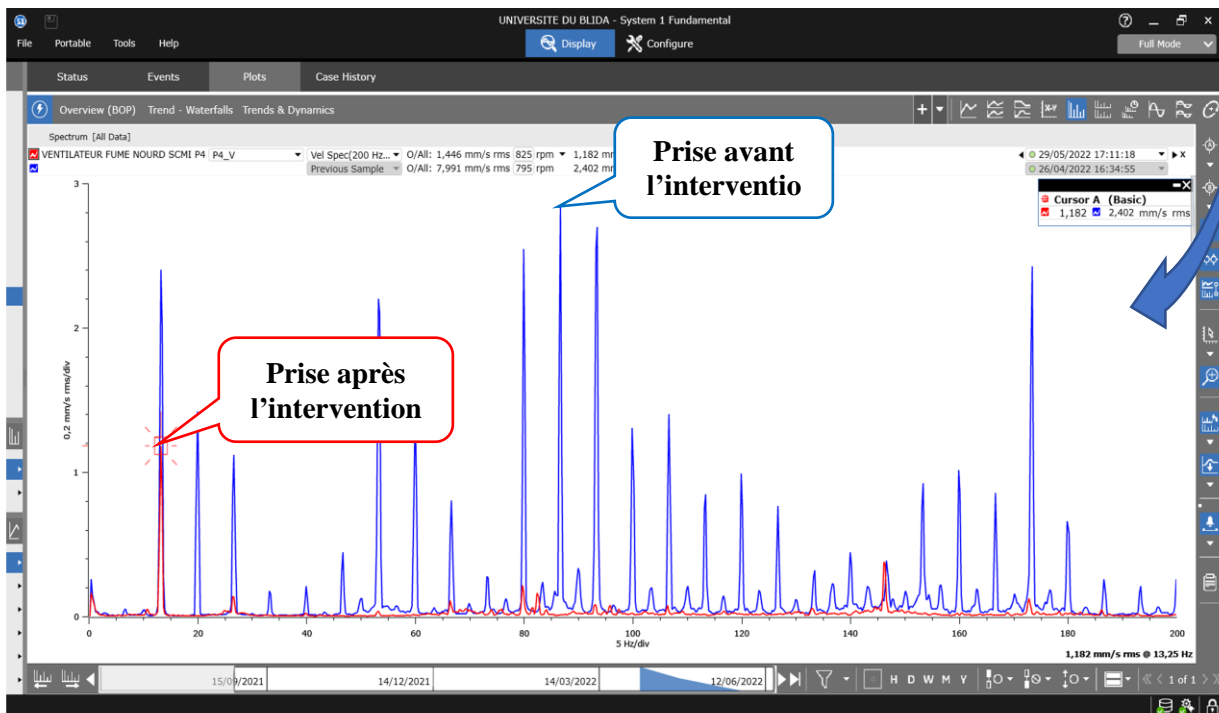 UNIVERSITE DU BLIDA - System 1 Fundamental
File Portable Tools Help
Display Configure
Full Mode
Status Events Plots Case History
Overview (BOP) Trend - Waterfalls Trends & Dynamics
Spectrum [All Data]
VENTILATEUR FUME NOURD SCMI P4 P4_V Vel Spec(200 Hz... O/All: 1,446 mm/s rms 825 rpm 1,182 mm 29/05/2022 17:11:18
Previous Sample O/All: 7,991 mm/s rms 795 rpm 2,402 mm 26/04/2022 16:34:55
Prise avant
l’interventio
Cursor A (Basic)
1,182 2,402 mm/s rms
Prise après
l’intervention
0,2 mm/s rms/div
3
2
1
0
0 20 40 60 80 100 120 140 160 180 200
5 Hz/div
1,182 mm/s rms @ 13,25 Hz
15/09/2021 14/12/2021 14/03/2022 12/06/2022
H D W M Y
1 of 1